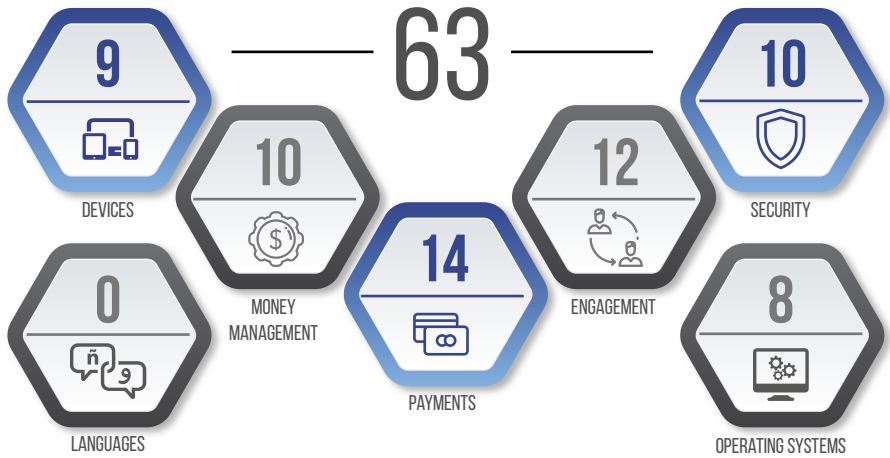 63
9
DEVICES
10
MONEY
MANAGEMENT
14
PAYMENTS
12
ENGAGEMENT
10
SECURITY
0
ñ
و
LANGUAGES
8
OPERATING SYSTEMS
$